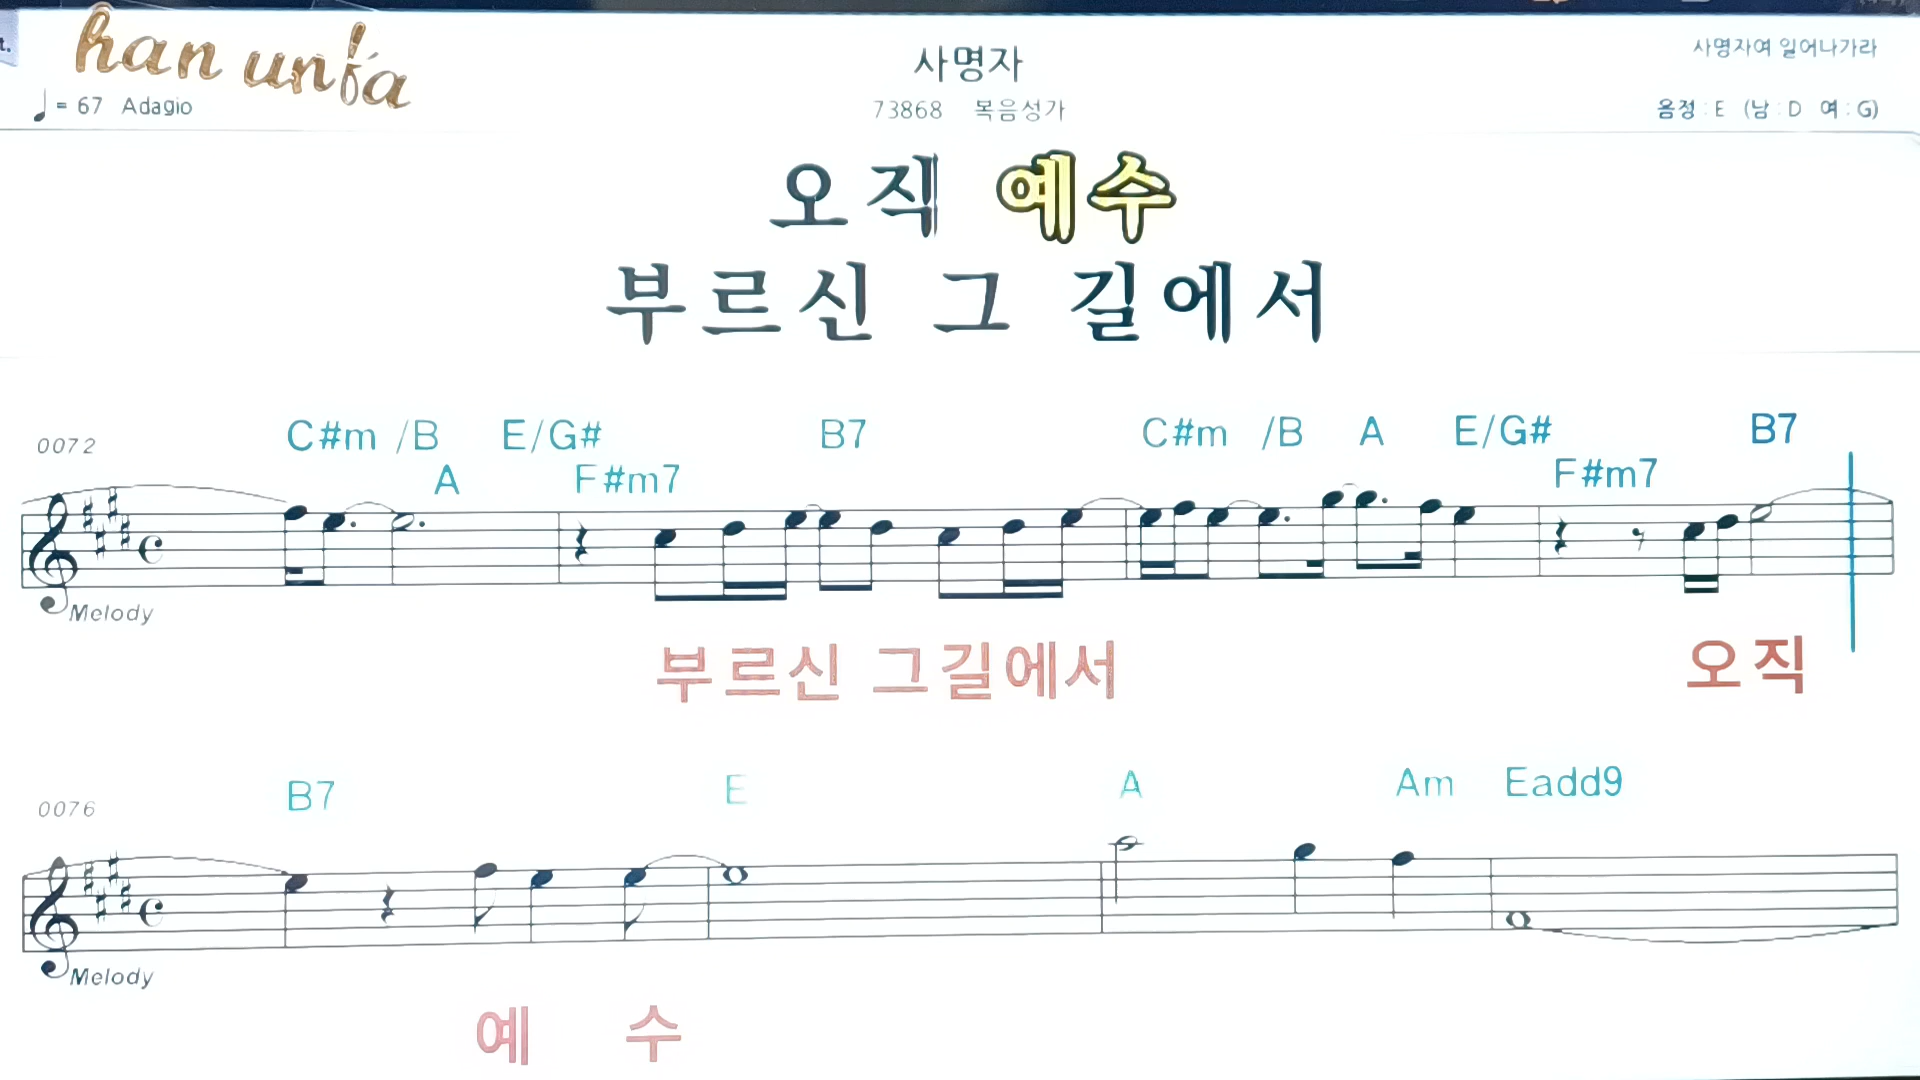 han unfa
사명자
사명자여 일어나가라
♩= 67 Adagio
73868 복음성가
음정 : E (남 : D 여 : G)
오직 예수
부르신 그 길에서
0072
C#m /B E/G# B7 C#m /B A E/G# B7
A F#m7 F#m7
Melody
부르신 그길에서 오직
0076
B7 E A Am Eadd9
Melody
예 수